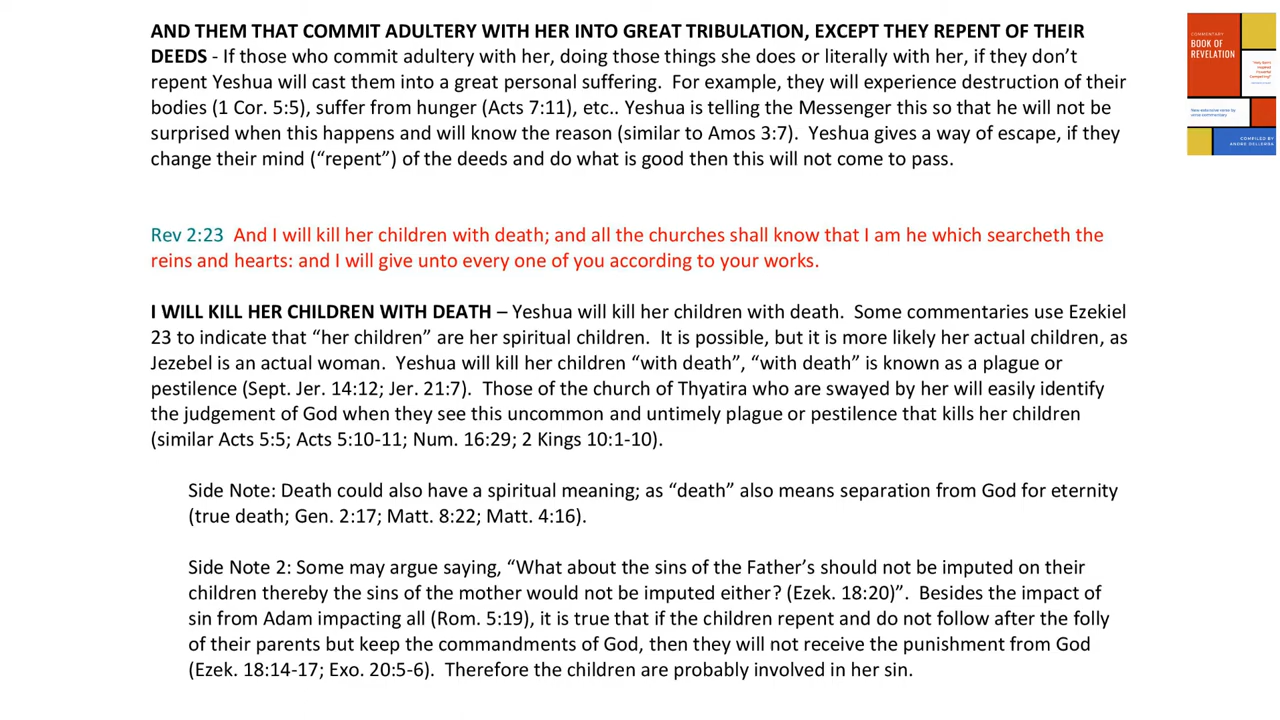 AND THEM THAT COMMIT ADULTERY WITH HER INTO GREAT TRIBULATION, EXCEPT THEY REPENT OF THEIR
DEEDS - If those who commit adultery with her, doing those things she does or literally with her, if they don’t
repent Yeshua will cast them into a great personal suffering. For example, they will experience destruction of their
bodies (1 Cor. 5:5), suffer from hunger (Acts 7:11), etc.. Yeshua is telling the Messenger this so that he will not be
surprised when this happens and will know the reason (similar to Amos 3:7). Yeshua gives a way of escape, if they
change their mind (“repent”) of the deeds and do what is good then this will not come to pass.
Rev 2:23 And I will kill her children with death; and all the churches shall know that I am he which searcheth the
reins and hearts: and I will give unto every one of you according to your works.
I WILL KILL HER CHILDREN WITH DEATH – Yeshua will kill her children with death. Some commentaries use Ezekiel
23 to indicate that “her children” are her spiritual children. It is possible, but it is more likely her actual children, as
Jezebel is an actual woman. Yeshua will kill her children “with death”, “with death” is known as a plague or
pestilence (Sept. Jer. 14:12; Jer. 21:7). Those of the church of Thyatira who are swayed by her will easily identify
the judgement of God when they see this uncommon and untimely plague or pestilence that kills her children
(similar Acts 5:5; Acts 5:10-11; Num. 16:29; 2 Kings 10:1-10).
Side Note: Death could also have a spiritual meaning; as “death” also means separation from God for eternity
(true death; Gen. 2:17; Matt. 8:22; Matt. 4:16).
Side Note 2: Some may argue saying, “What about the sins of the Father’s should not be imputed on their
children thereby the sins of the mother would not be imputed either? (Ezek. 18:20)”. Besides the impact of
sin from Adam impacting all (Rom. 5:19), it is true that if the children repent and do not follow after the folly
of their parents but keep the commandments of God, then they will not receive the punishment from God
(Ezek. 18:14-17; Exo. 20:5-6). Therefore the children are probably involved in her sin.
COMMENTARY
BOOK OF
REVELATION
COMPILED BY
ANDRE DELLERBA